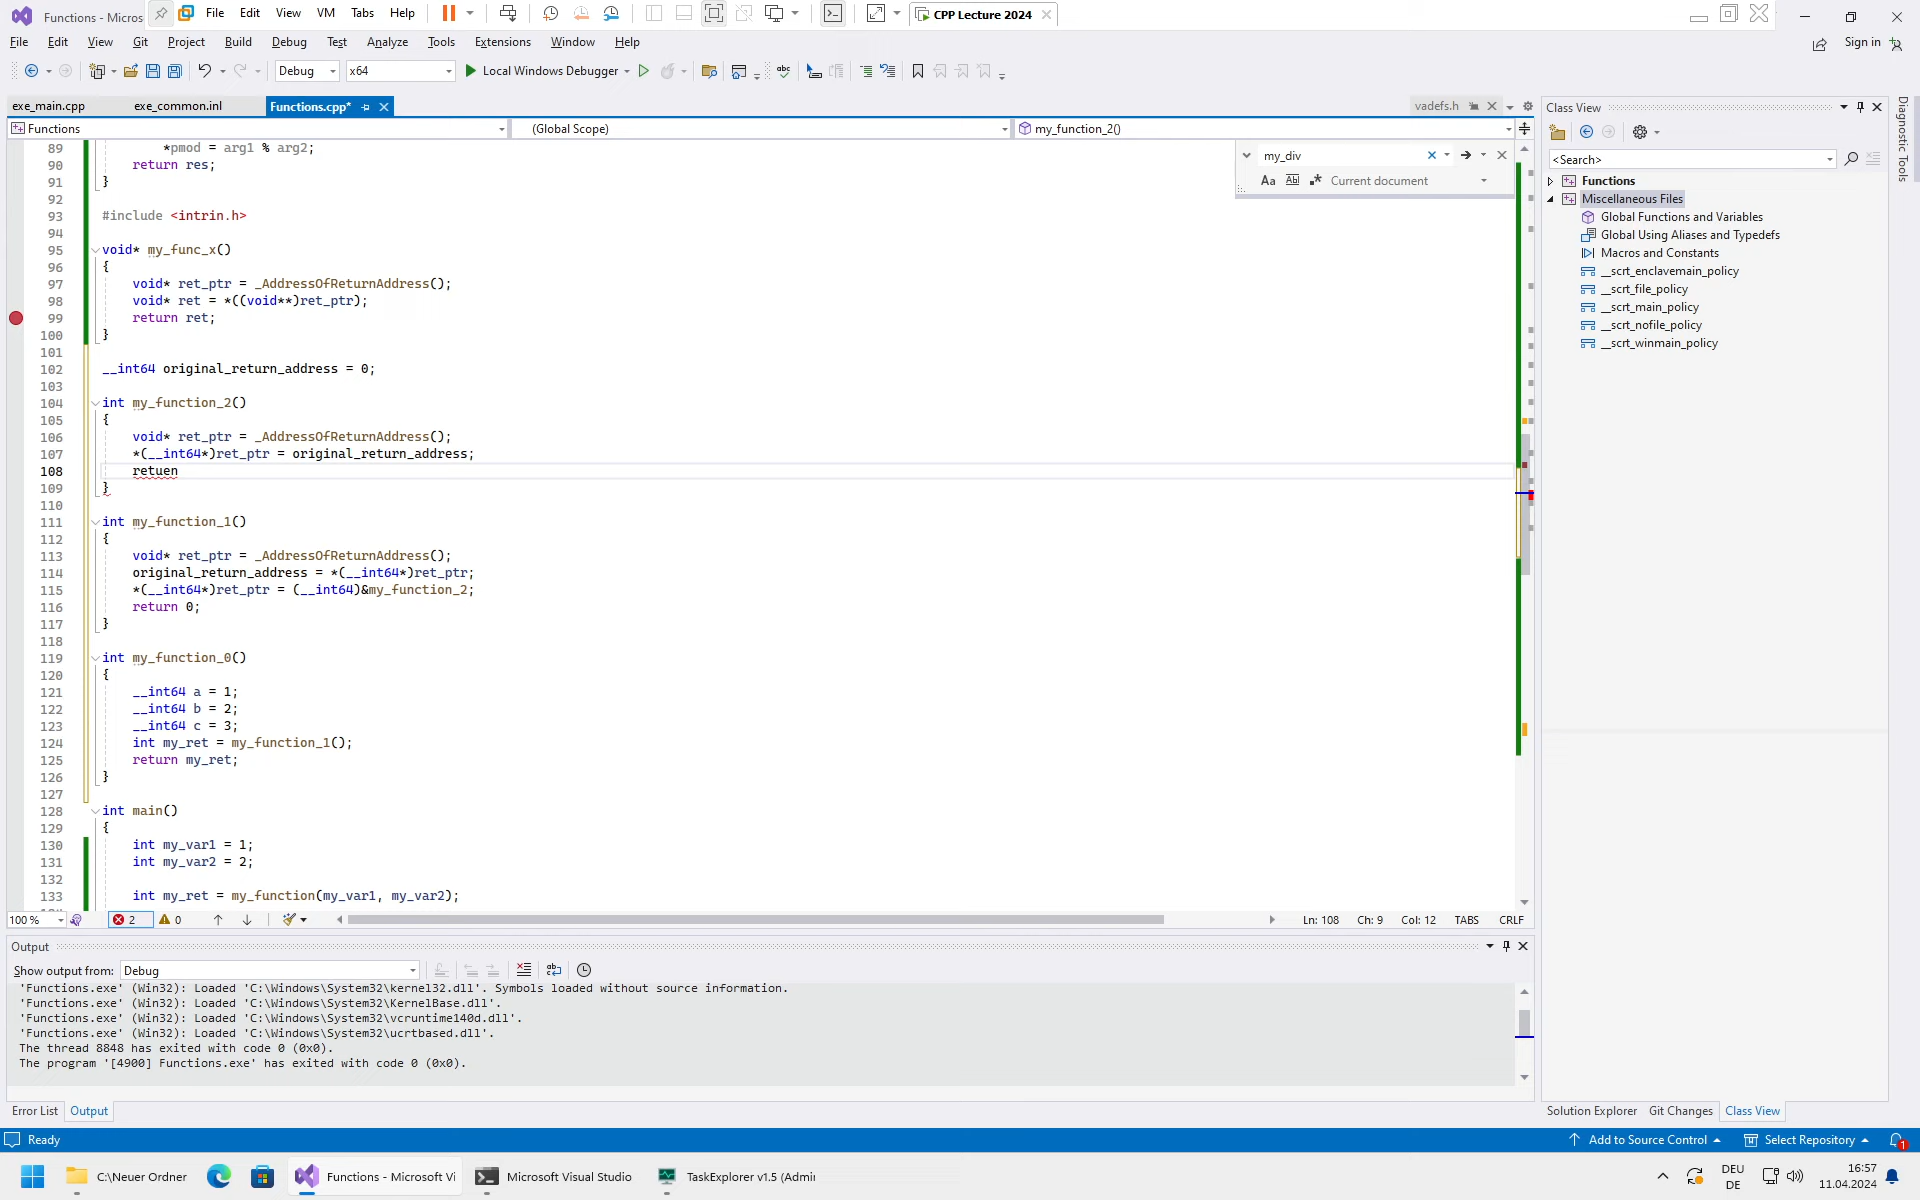 Functions - Micros
File Edit View VM Tabs Help
CPP Lecture 2024
File Edit View Git Project Build Debug Test Analyze Tools Extensions Window Help
Sign in
Debug x64 Local Windows Debugger
exe_main.cpp exe_common.inl Functions.cpp* vadefs.h
Functions (Global Scope) my_function_2()
my_div
Aa Ab Current document
89 *pmod = arg1 % arg2;
90 return res;
91 }
92
93 #include <intrin.h>
94
95 void* my_func_x()
96 {
97 void* ret_ptr = _AddressOfReturnAddress();
98 void* ret = *((void**)ret_ptr);
99 return ret;
100 }
101
102 __int64 original_return_address = 0;
103
104 int my_function_2()
105 {
106 void* ret_ptr = _AddressOfReturnAddress();
107 *(__int64*)ret_ptr = original_return_address;
108 retuen
109 }
110
111 int my_function_1()
112 {
113 void* ret_ptr = _AddressOfReturnAddress();
114 original_return_address = *(__int64*)ret_ptr;
115 *(__int64*)ret_ptr = (__int64)&my_function_2;
116 return 0;
117 }
118
119 int my_function_0()
120 {
121 __int64 a = 1;
122 __int64 b = 2;
123 __int64 c = 3;
124 int my_ret = my_function_1();
125 return my_ret;
126 }
127
128 int main()
129 {
130 int my_var1 = 1;
131 int my_var2 = 2;
132
133 int my_ret = my_function(my_var1, my_var2);
100 % 2 0 Ln: 108 Ch: 9 Col: 12 TABS CRLF
Output
Show output from: Debug
'Functions.exe' (Win32): Loaded 'C:\Windows\System32\kernel32.dll'. Symbols loaded without source information.
'Functions.exe' (Win32): Loaded 'C:\Windows\System32\KernelBase.dll'.
'Functions.exe' (Win32): Loaded 'C:\Windows\System32\vcruntime140d.dll'.
'Functions.exe' (Win32): Loaded 'C:\Windows\System32\ucrtbased.dll'.
The thread 8848 has exited with code 0 (0x0).
The program '[4900] Functions.exe' has exited with code 0 (0x0).
Error List Output
Class View
<Search>
Functions
Miscellaneous Files
Global Functions and Variables
Global Using Aliases and Typedefs
Macros and Constants
__scrt_enclavemain_policy
__scrt_file_policy
__scrt_main_policy
__scrt_nofile_policy
__scrt_winmain_policy
Diagnostic Tools
Solution Explorer Git Changes Class View
Ready Add to Source Control Select Repository 1
C:\Neuer Ordner Functions - Microsoft Vi Microsoft Visual Studio TaskExplorer v1.5 (Admin
DEU
DE
16:57
11.04.2024